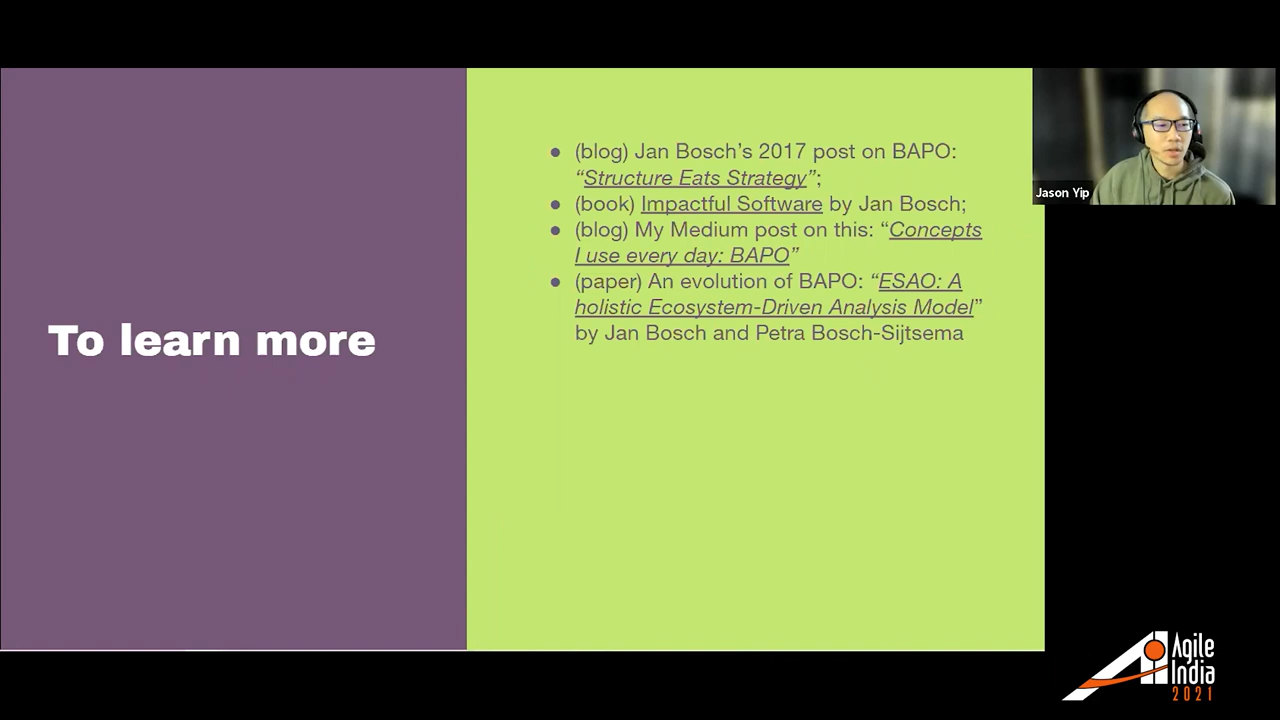 To learn more
● (blog) Jan Bosch’s 2017 post on BAPO:
“Structure Eats Strategy”;
● (book) Impactful Software by Jan Bosch;
● (blog) My Medium post on this: “Concepts
I use every day: BAPO”
● (paper) An evolution of BAPO: “ESAO: A
holistic Ecosystem-Driven Analysis Model”
by Jan Bosch and Petra Bosch-Sijtsema
Jason Yip
Agile
India
2021